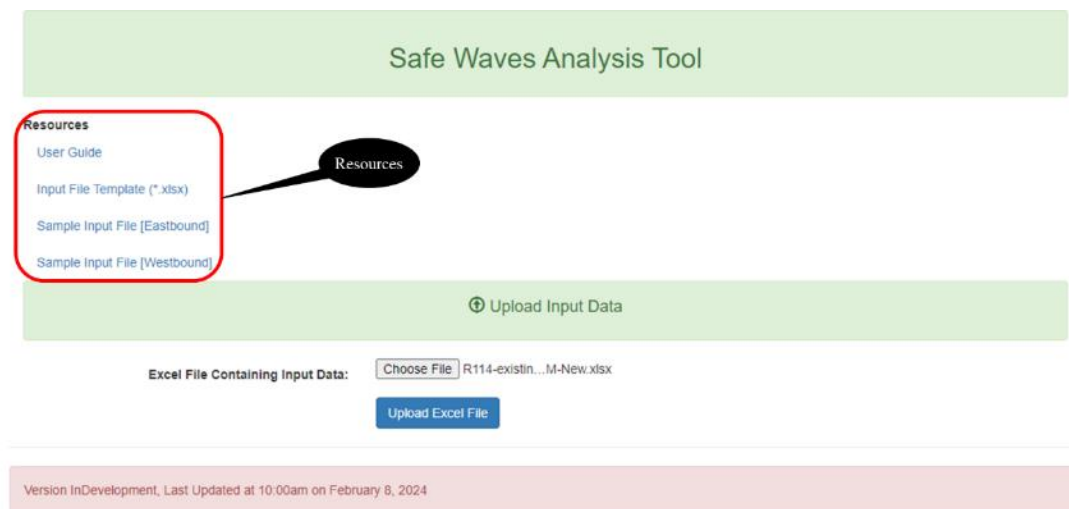 Safe Waves Analysis Tool
Resources
User Guide
Resources
Input File Template (*.xlsx)
Sample Input File [Eastbound]
Sample Input File [Westbound]
Upload Input Data
Excel File Containing Input Data: Choose File R114-existin...M-New.xlsx
Upload Excel File
Version InDevelopment, Last Updated at 10:00am on February 8, 2024